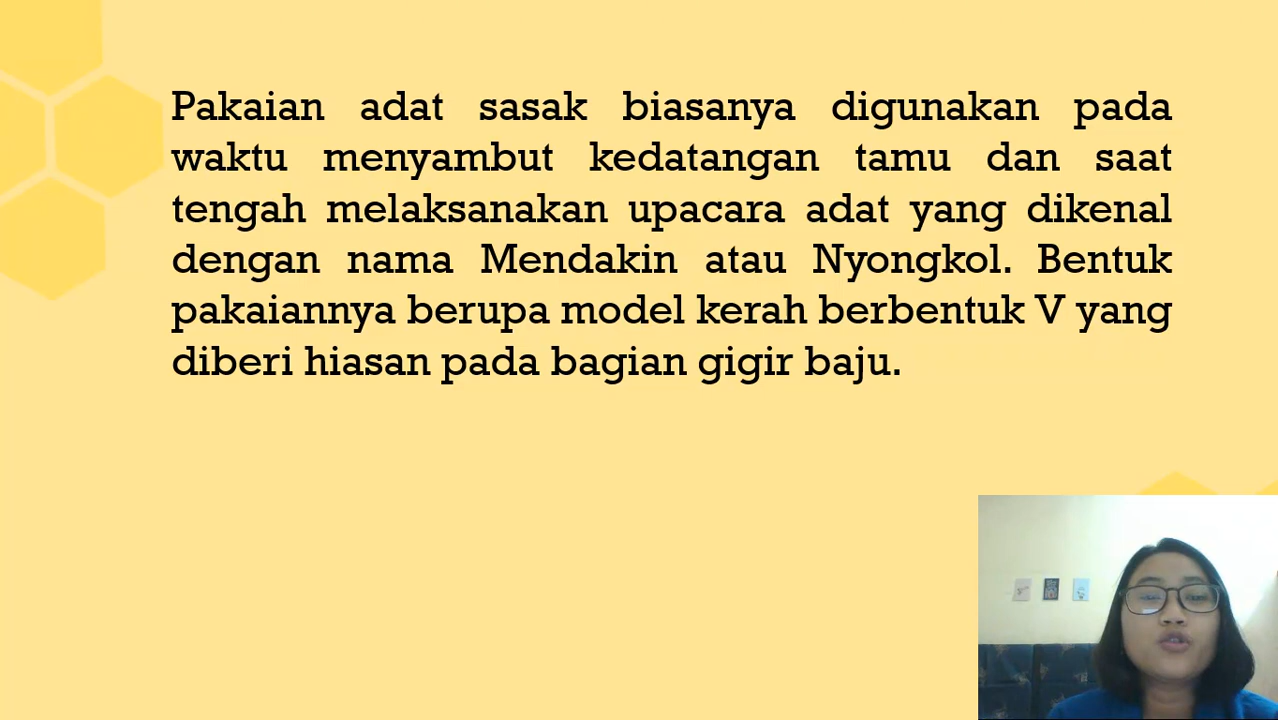 Pakaian adat sasak biasanya digunakan pada
waktu menyambut kedatangan tamu dan saat
tengah melaksanakan upacara adat yang dikenal
dengan nama Mendakin atau Nyongkol. Bentuk
pakaiannya berupa model kerah berbentuk V yang
diberi hiasan pada bagian gigir baju.